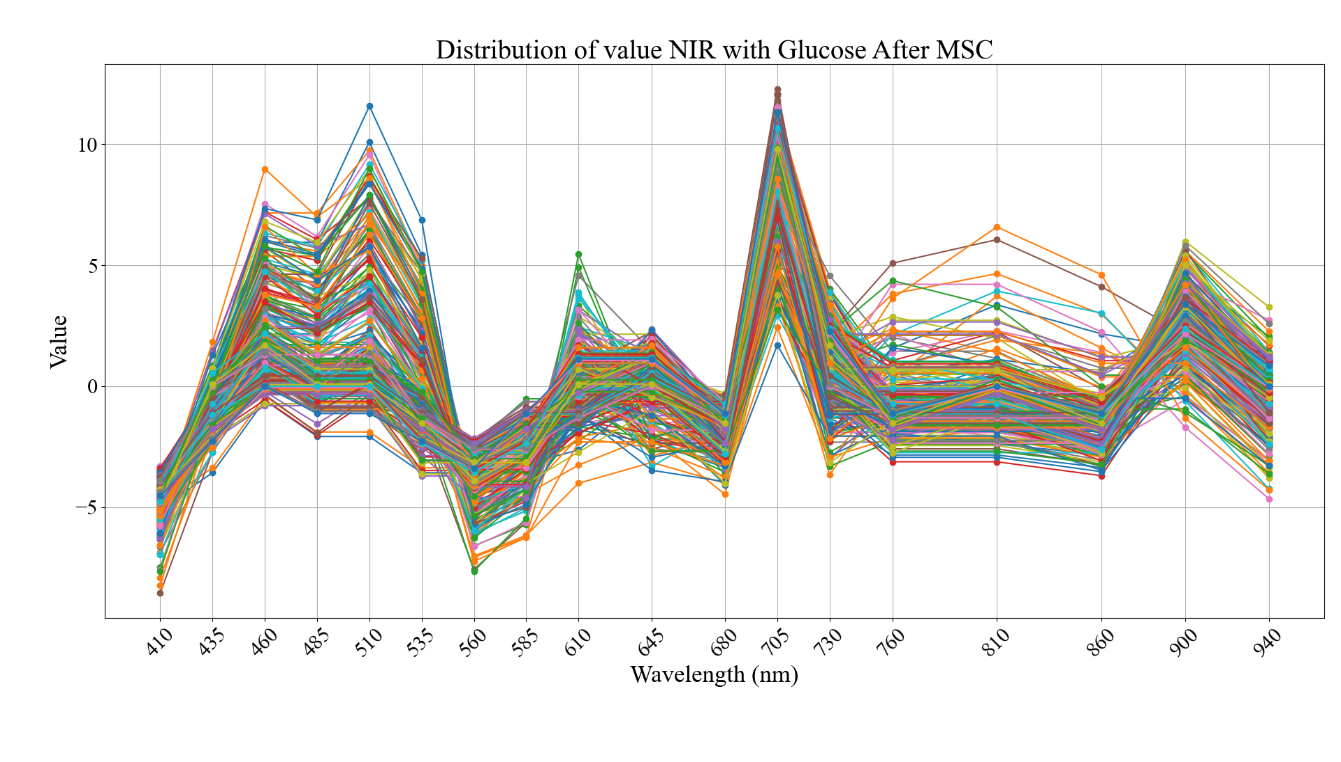 Distribution of value NIR with Glucose After MSC
Value
10
5
0
−5
410 435 460 485 510 535 560 585 610 645 680 705 730 760 810 860 900 940
Wavelength (nm)